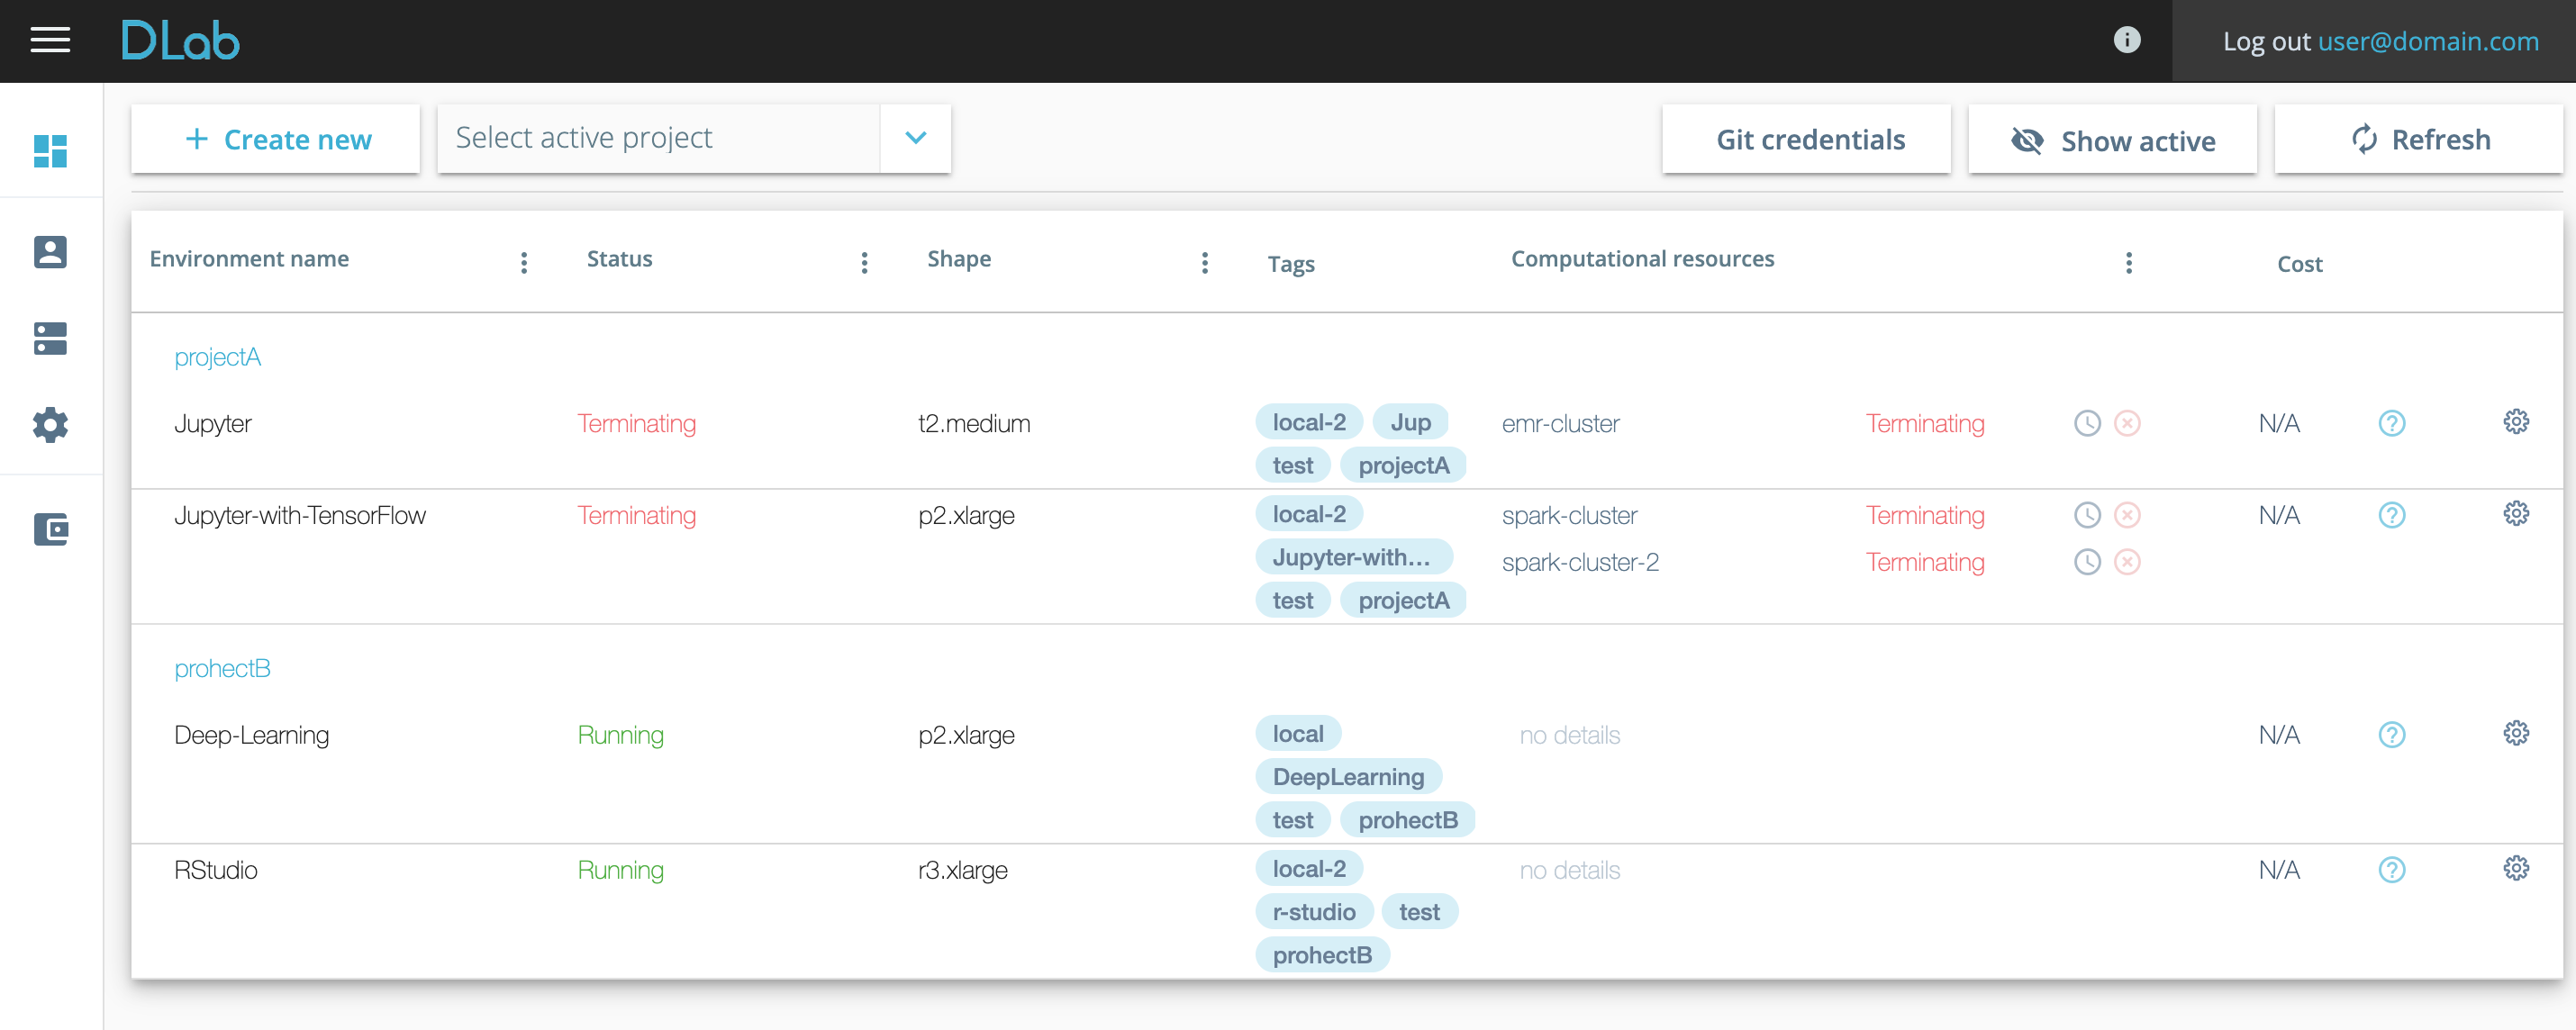 DLab
Log out user@domain.com
Create new
Select active project
Git credentials
Show active
Refresh
Environment name Status Shape Tags Computational resources Cost
projectA
Jupyter Terminating t2.medium local-2 Jup emr-cluster Terminating N/A
test projectA
Jupyter-with-TensorFlow Terminating p2.xlarge local-2 spark-cluster Terminating N/A
Jupyter-with... spark-cluster-2 Terminating
test projectA
prohectB
Deep-Learning Running p2.xlarge local no details N/A
DeepLearning
test prohectB
RStudio Running r3.xlarge local-2 no details N/A
r-studio test
prohectB